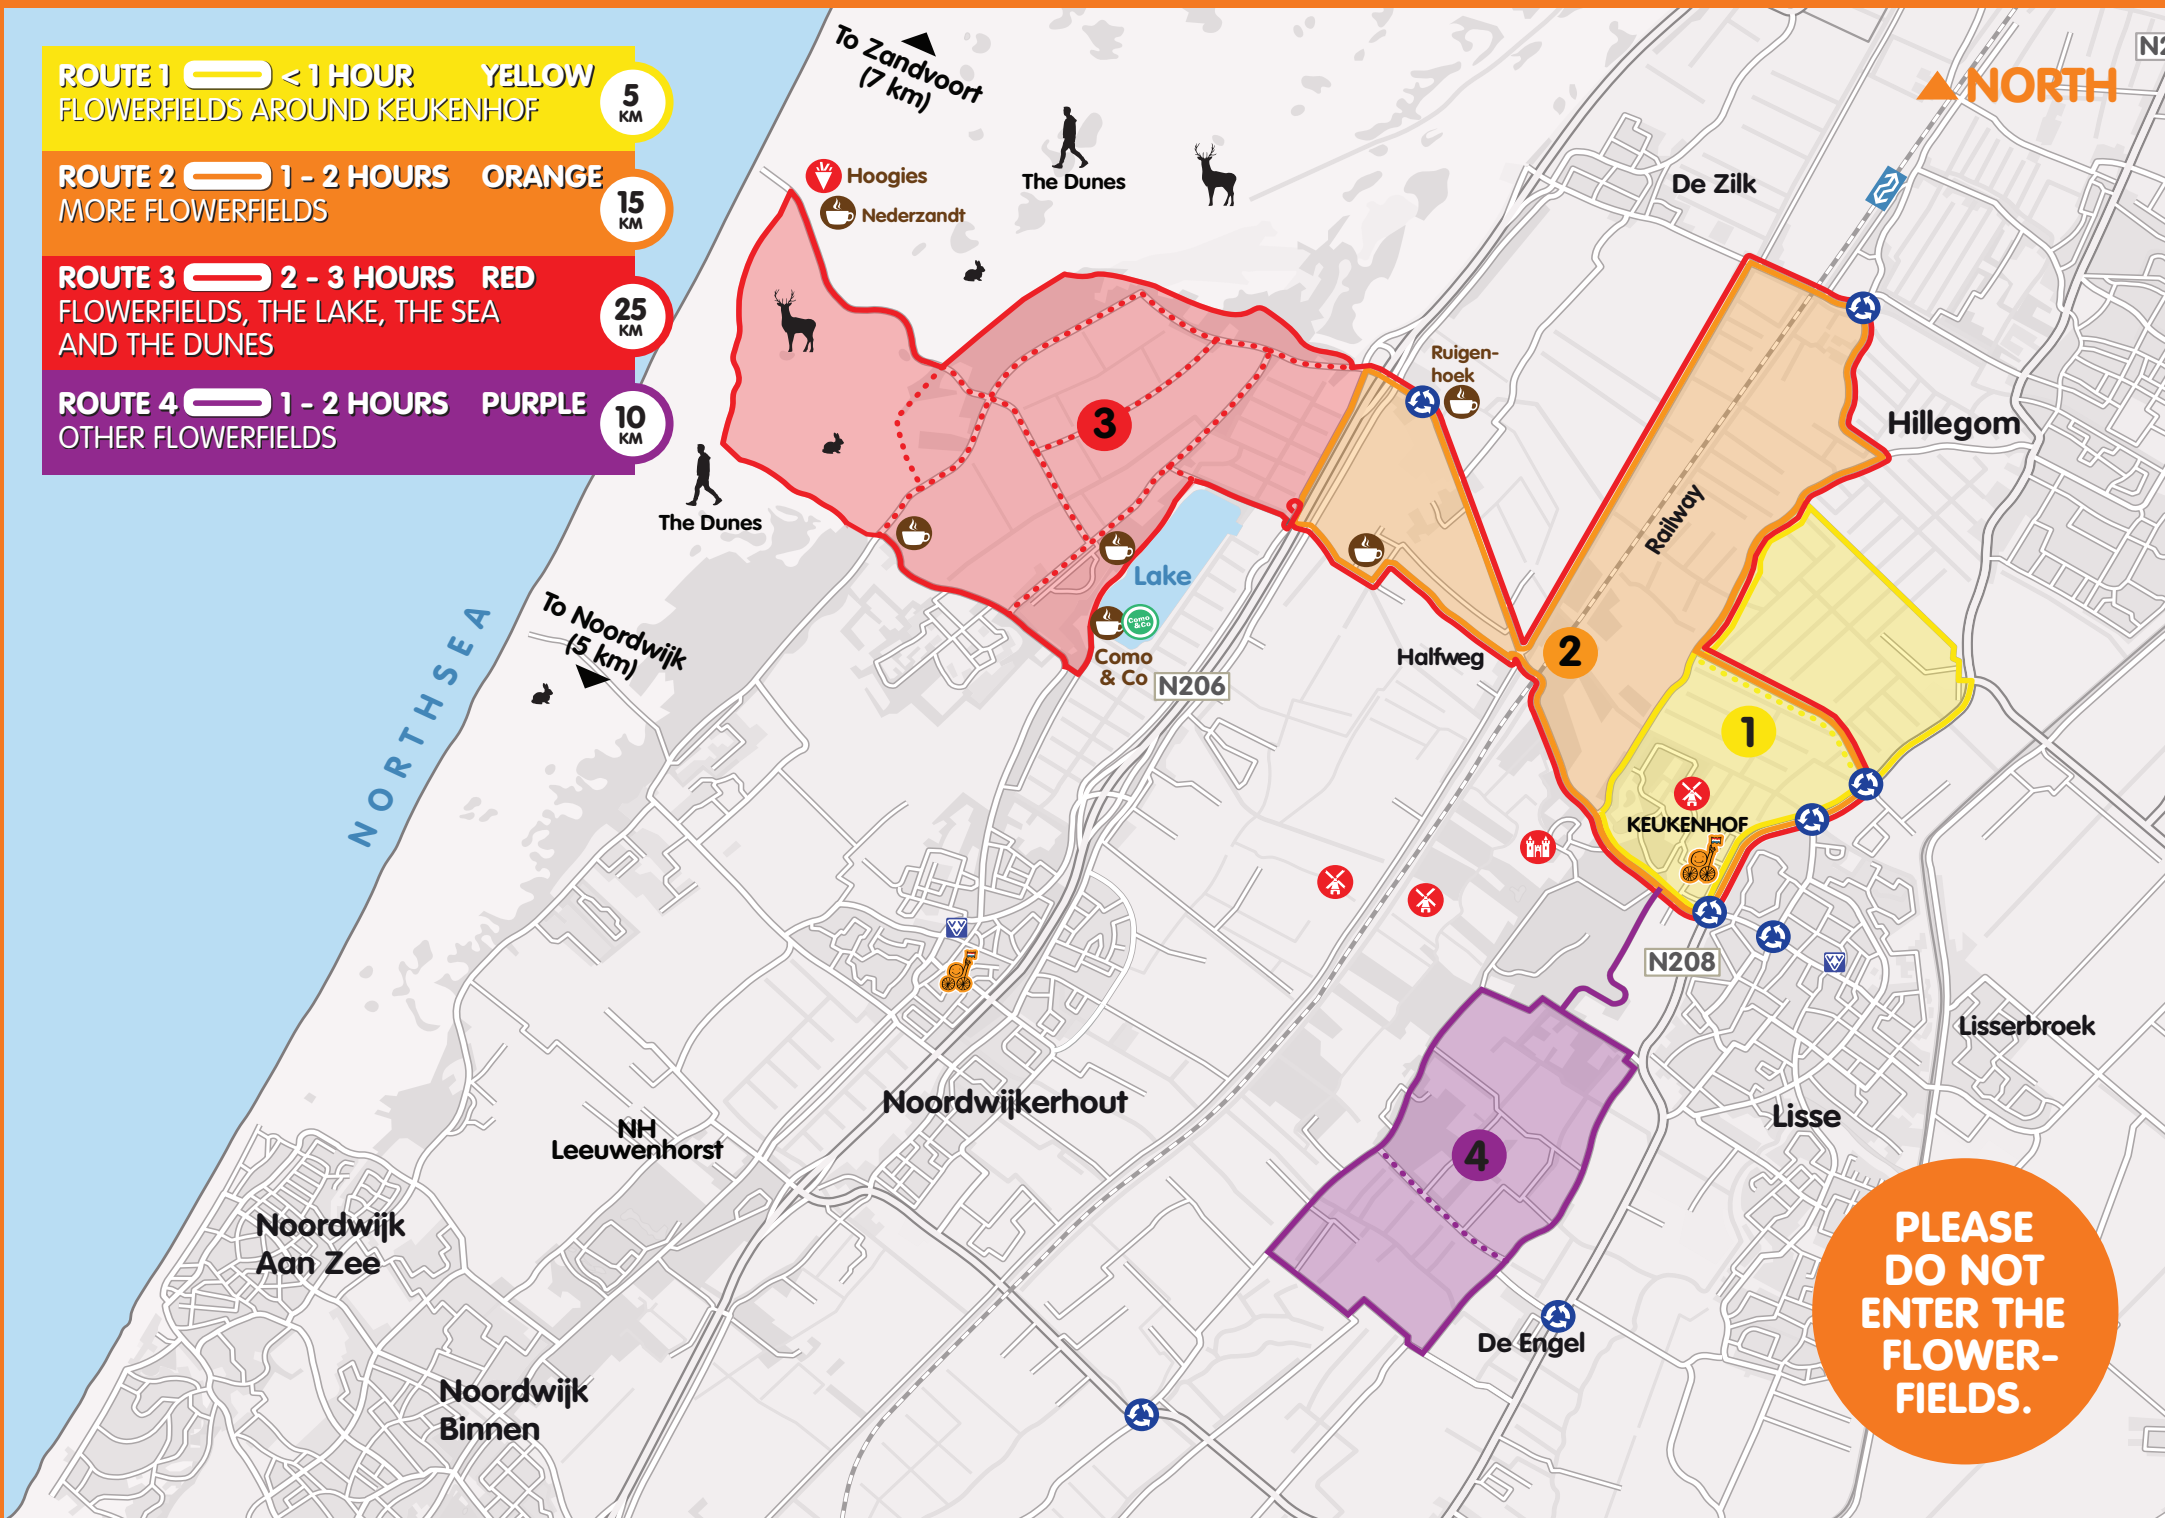 ROUTE 1 < 1 HOUR YELLOW
FLOWERFIELDS AROUND KEUKENHOF
5
KM
ROUTE 2 1 - 2 HOURS ORANGE
MORE FLOWERFIELDS
15
KM
ROUTE 3 2 - 3 HOURS RED
FLOWERFIELDS, THE LAKE, THE SEA
AND THE DUNES
25
KM
ROUTE 4 1 - 2 HOURS PURPLE
OTHER FLOWERFIELDS
10
KM
To Zandvoort
(7 km)
NORTH
The Dunes
De Zilk
Hoogies
Nederzandt
Ruigen-
hoek
Hillegom
3
The Dunes
Railway
Lake
Como
&Co
Como
& Co
N206
Halfweg
2
To Noordwijk
(5 km)
NORTHSEA
1
KEUKENHOF
N208
Lisserbroek
Noordwijkerhout
Lisse
NH
Leeuwenhorst
4
Noordwijk
Aan Zee
De Engel
Noordwijk
Binnen
PLEASE
DO NOT
ENTER THE
FLOWER-
FIELDS.